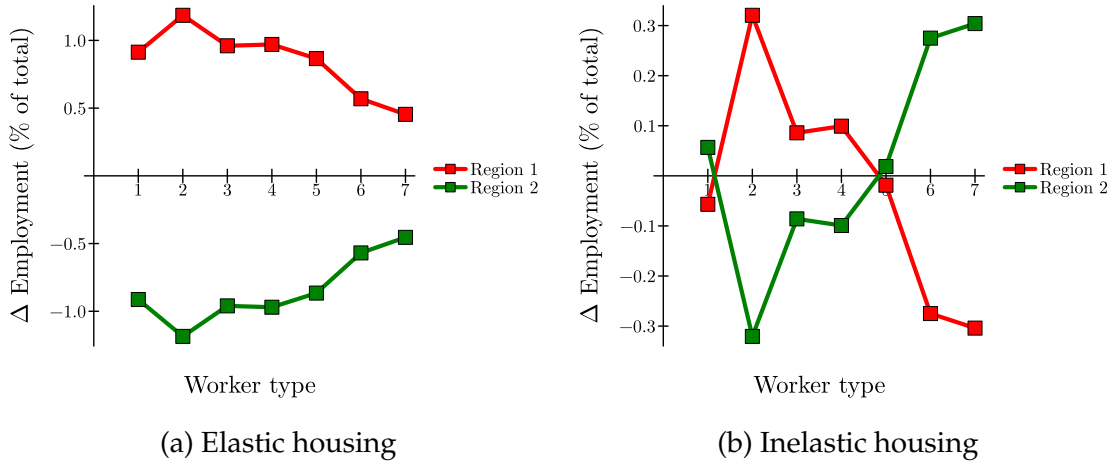 Δ Employment (% of total)
1.0
0.5
−0.5
−1.0
1 2 3 4 5 6 7
Region 1
Region 2
Worker type
(a) Elastic housing
Δ Employment (% of total)
0.3
0.2
0.1
−0.1
−0.2
−0.3
1 2 3 4 5 6 7
Region 1
Region 2
Worker type
(b) Inelastic housing